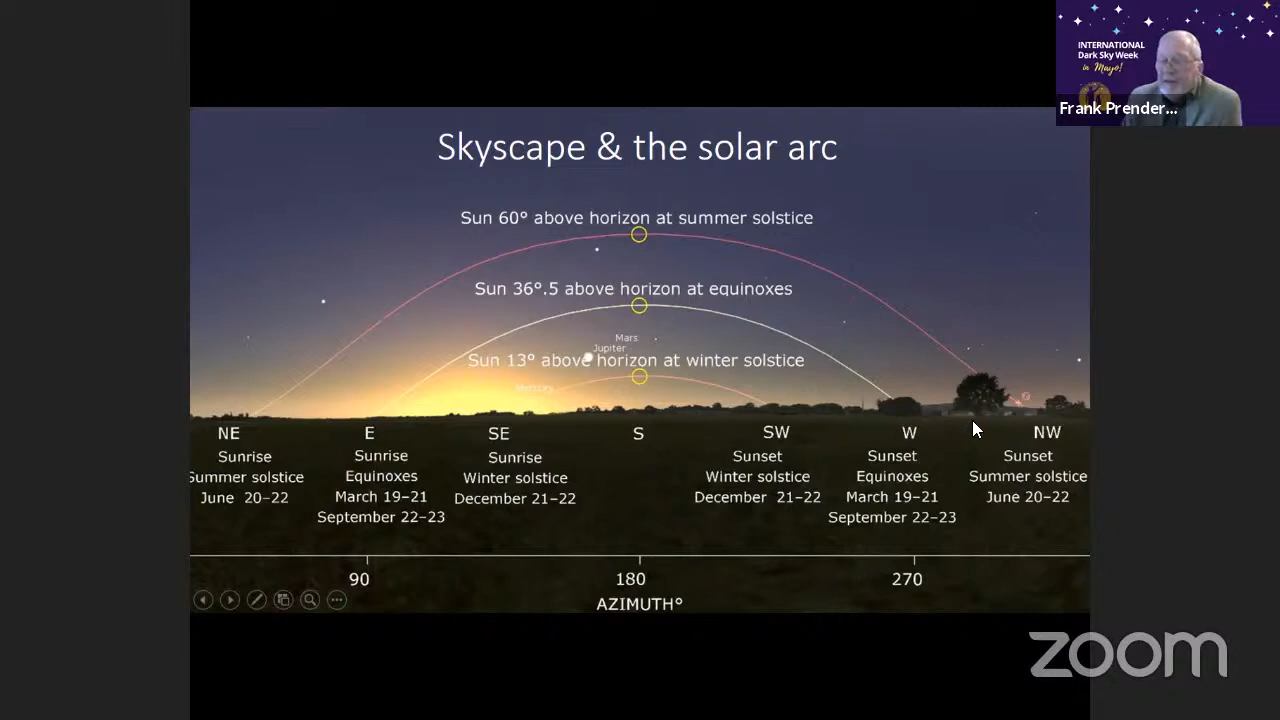 INTERNATIONAL
Dark Sky Week
in Mayo!
Frank Prender...
Skyscape & the solar arc
Sun 60° above horizon at summer solstice
Sun 36°.5 above horizon at equinoxes
Mars
Jupiter
Sun 13° above horizon at winter solstice
Mercury
NE
E
SE
S
SW
W
NW
Sunrise
Summer solstice
June 20–22
Sunrise
Equinoxes
March 19–21
September 22–23
Sunrise
Winter solstice
December 21–22
Sunset
Winter solstice
December 21–22
Sunset
Equinoxes
March 19–21
September 22–23
Sunset
Summer solstice
June 20–22
90
180
270
AZIMUTH°
zoom